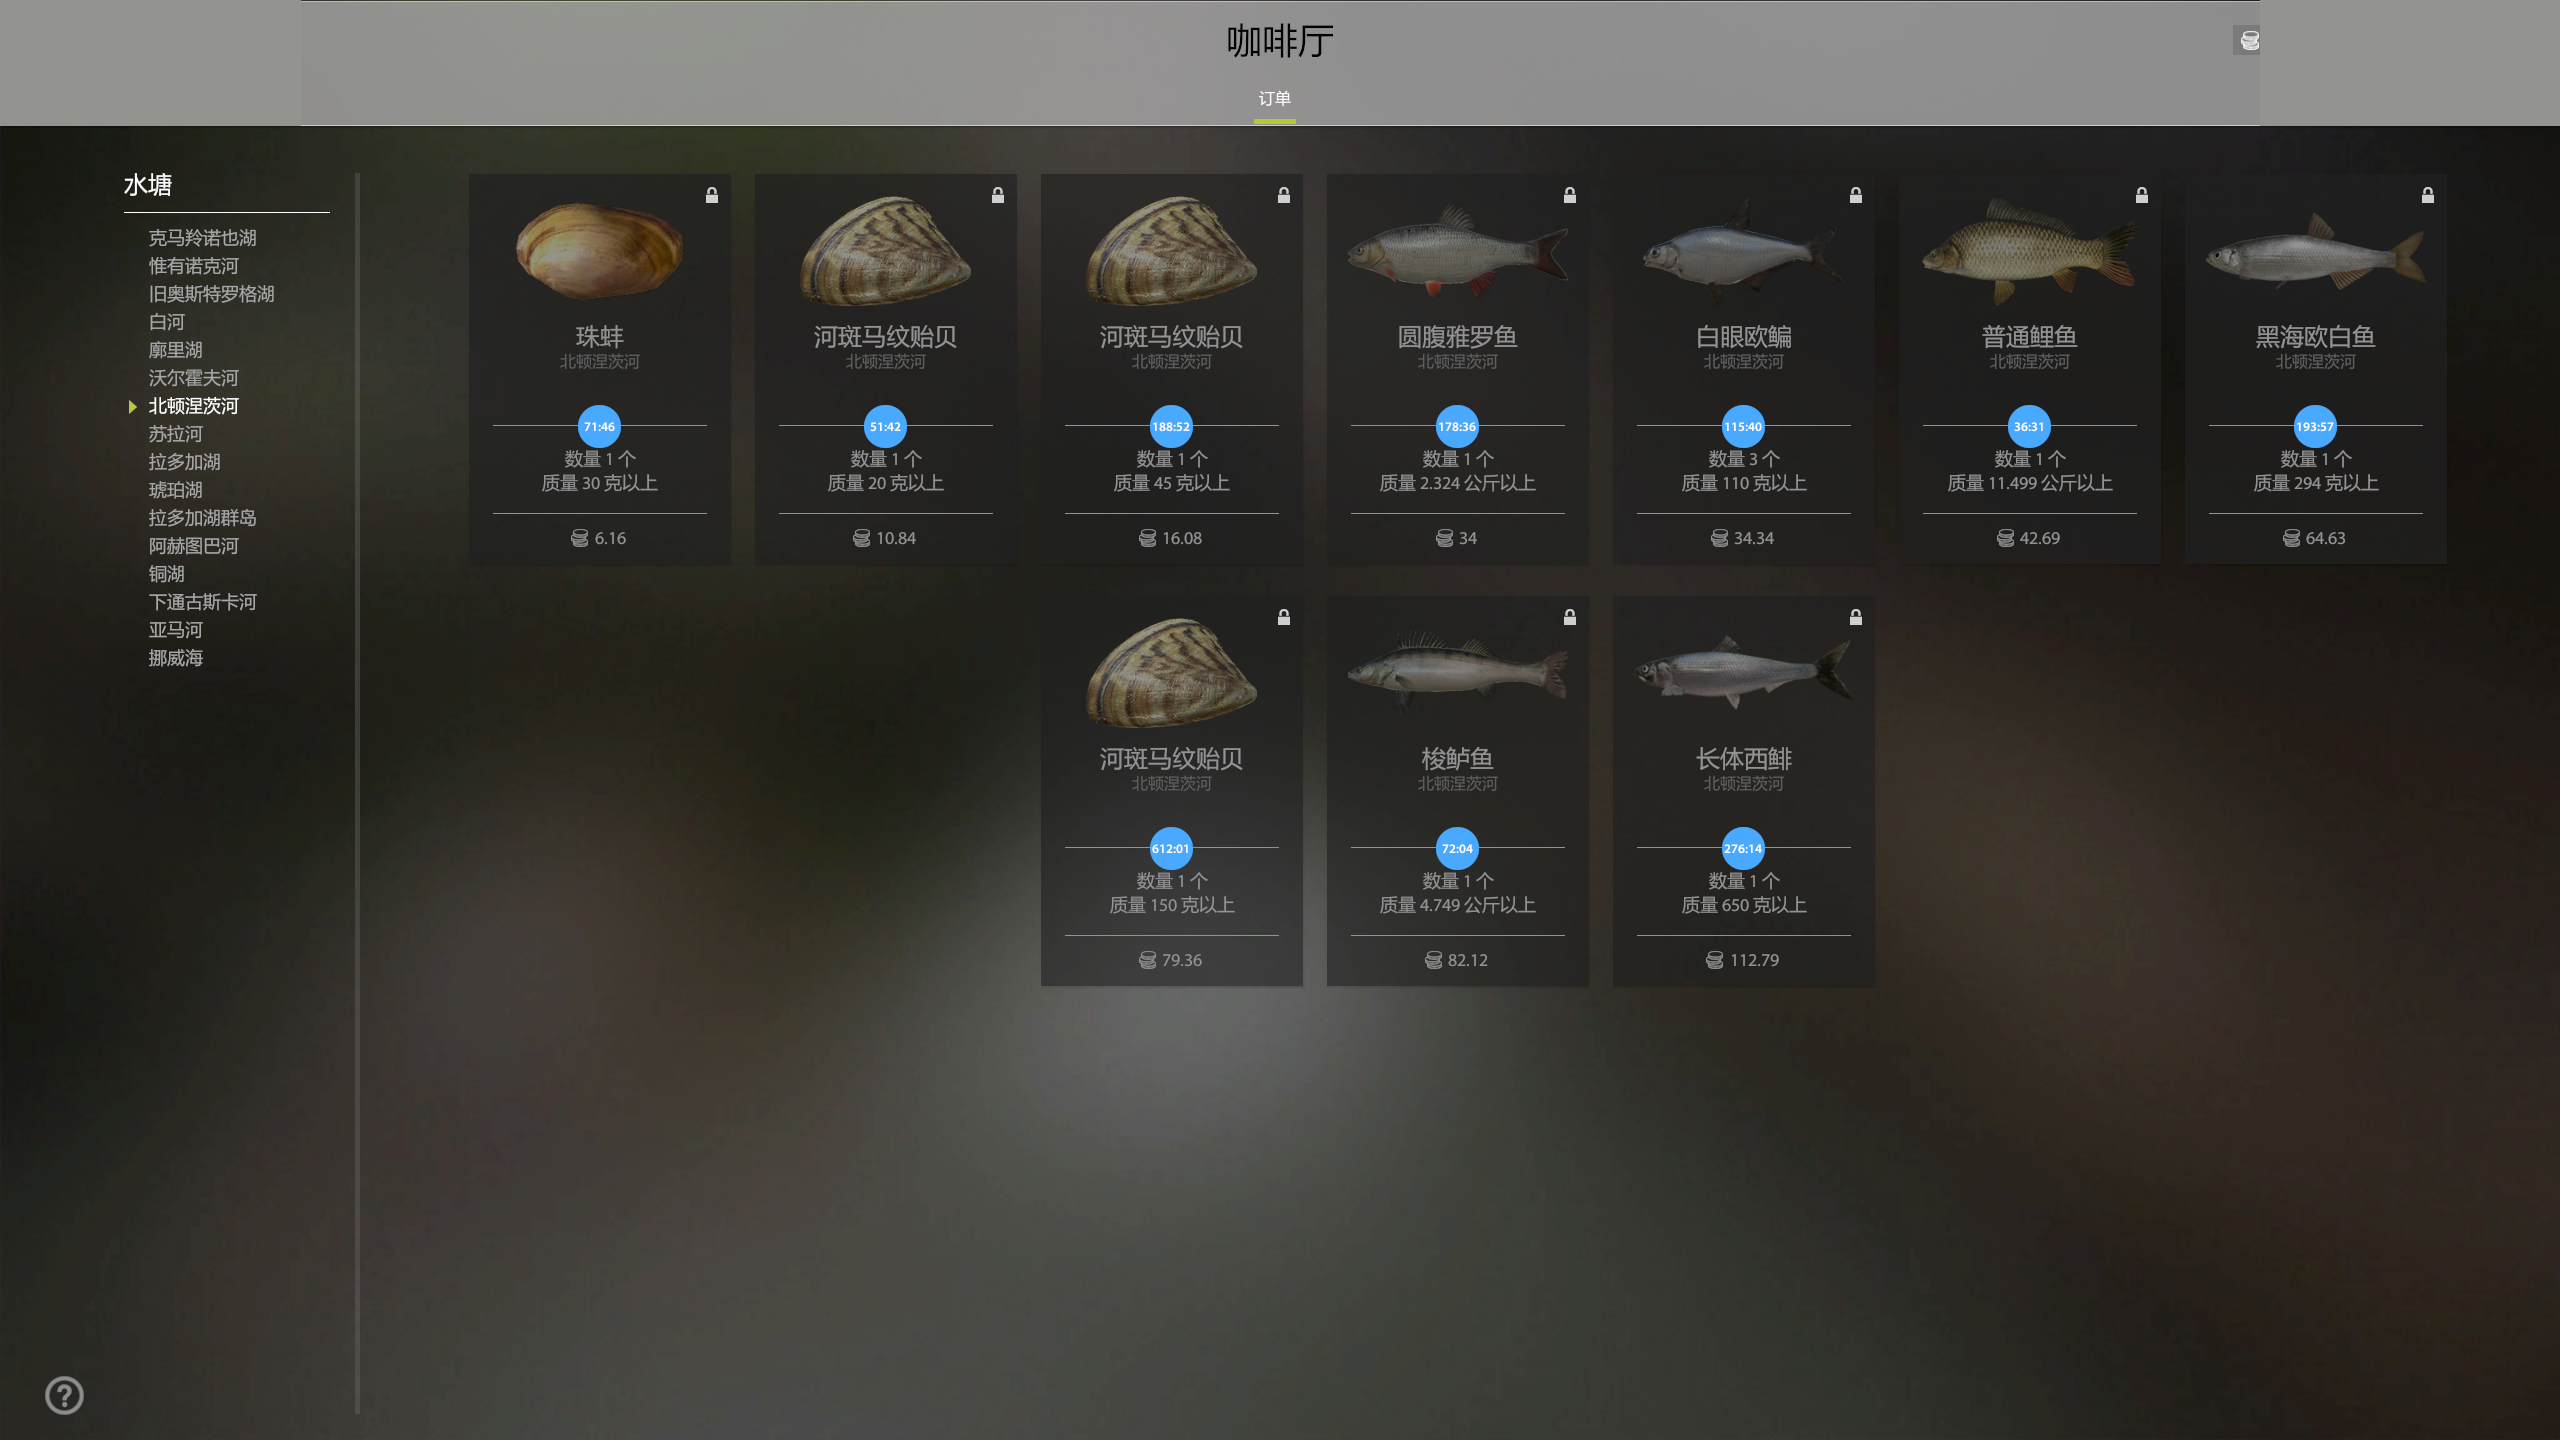 咖啡厅
订单
水塘
克马羚诺也湖
惟有诺克河
旧奥斯特罗格湖
白河
廓里湖
沃尔霍夫河
北顿涅茨河
苏拉河
拉多加湖
琥珀湖
拉多加湖群岛
阿赫图巴河
铜湖
下通古斯卡河
亚马河
挪威海
珠蚌
北顿涅茨河
71:46
数量 1 个
质量 30 克以上
6.16
河斑马纹贻贝
北顿涅茨河
51:42
数量 1 个
质量 20 克以上
10.84
河斑马纹贻贝
北顿涅茨河
188:52
数量 1 个
质量 45 克以上
16.08
圆腹雅罗鱼
北顿涅茨河
178:36
数量 1 个
质量 2.324 公斤以上
34
白眼欧鳊
北顿涅茨河
115:40
数量 3 个
质量 110 克以上
34.34
普通鲤鱼
北顿涅茨河
36:31
数量 1 个
质量 11.499 公斤以上
42.69
黑海欧白鱼
北顿涅茨河
193:57
数量 1 个
质量 294 克以上
64.63
河斑马纹贻贝
北顿涅茨河
612:01
数量 1 个
质量 150 克以上
79.36
梭鲈鱼
北顿涅茨河
72:04
数量 1 个
质量 4.749 公斤以上
82.12
长体西鲱
北顿涅茨河
276:14
数量 1 个
质量 650 克以上
112.79
?